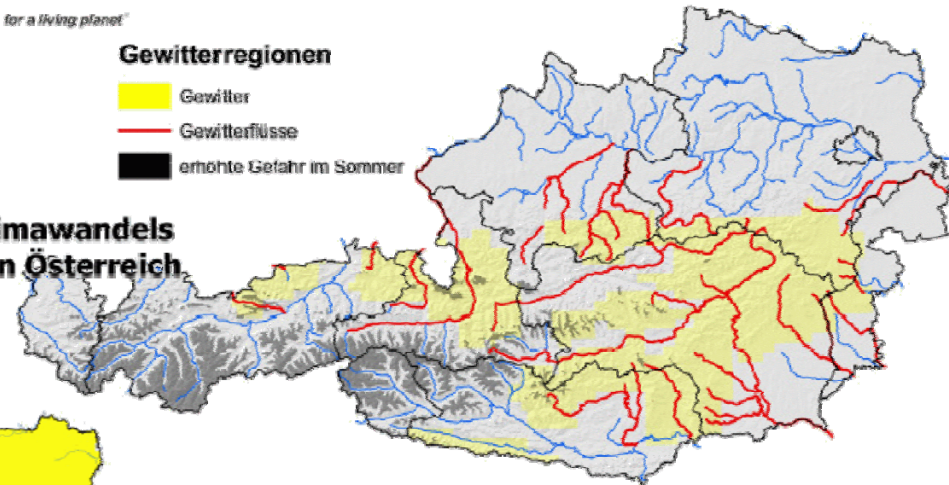 for a living planet®
Gewitterregionen
Gewitter
Gewitterflüsse
erhöhte Gefahr im Sommer
imawandels
n Österreich